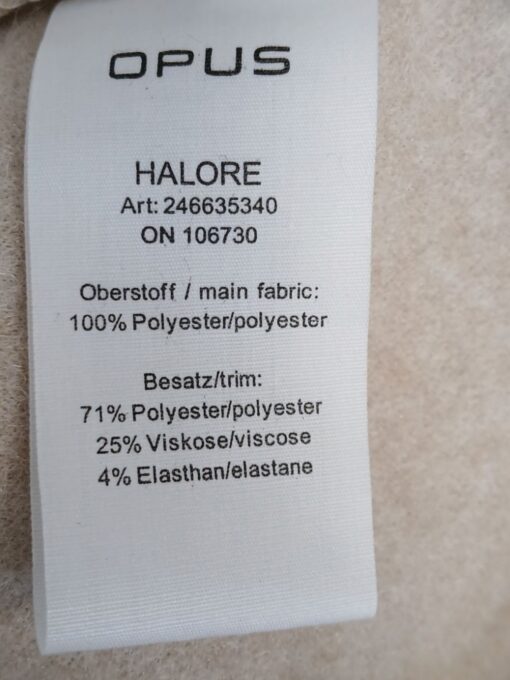 OPUS
HALORE
Art: 246635340
ON 106730
Oberstoff / main fabric:
100% Polyester/polyester
Besatz/trim:
71% Polyester/polyester
25% Viskose/viscose
4% Elasthan/elastane